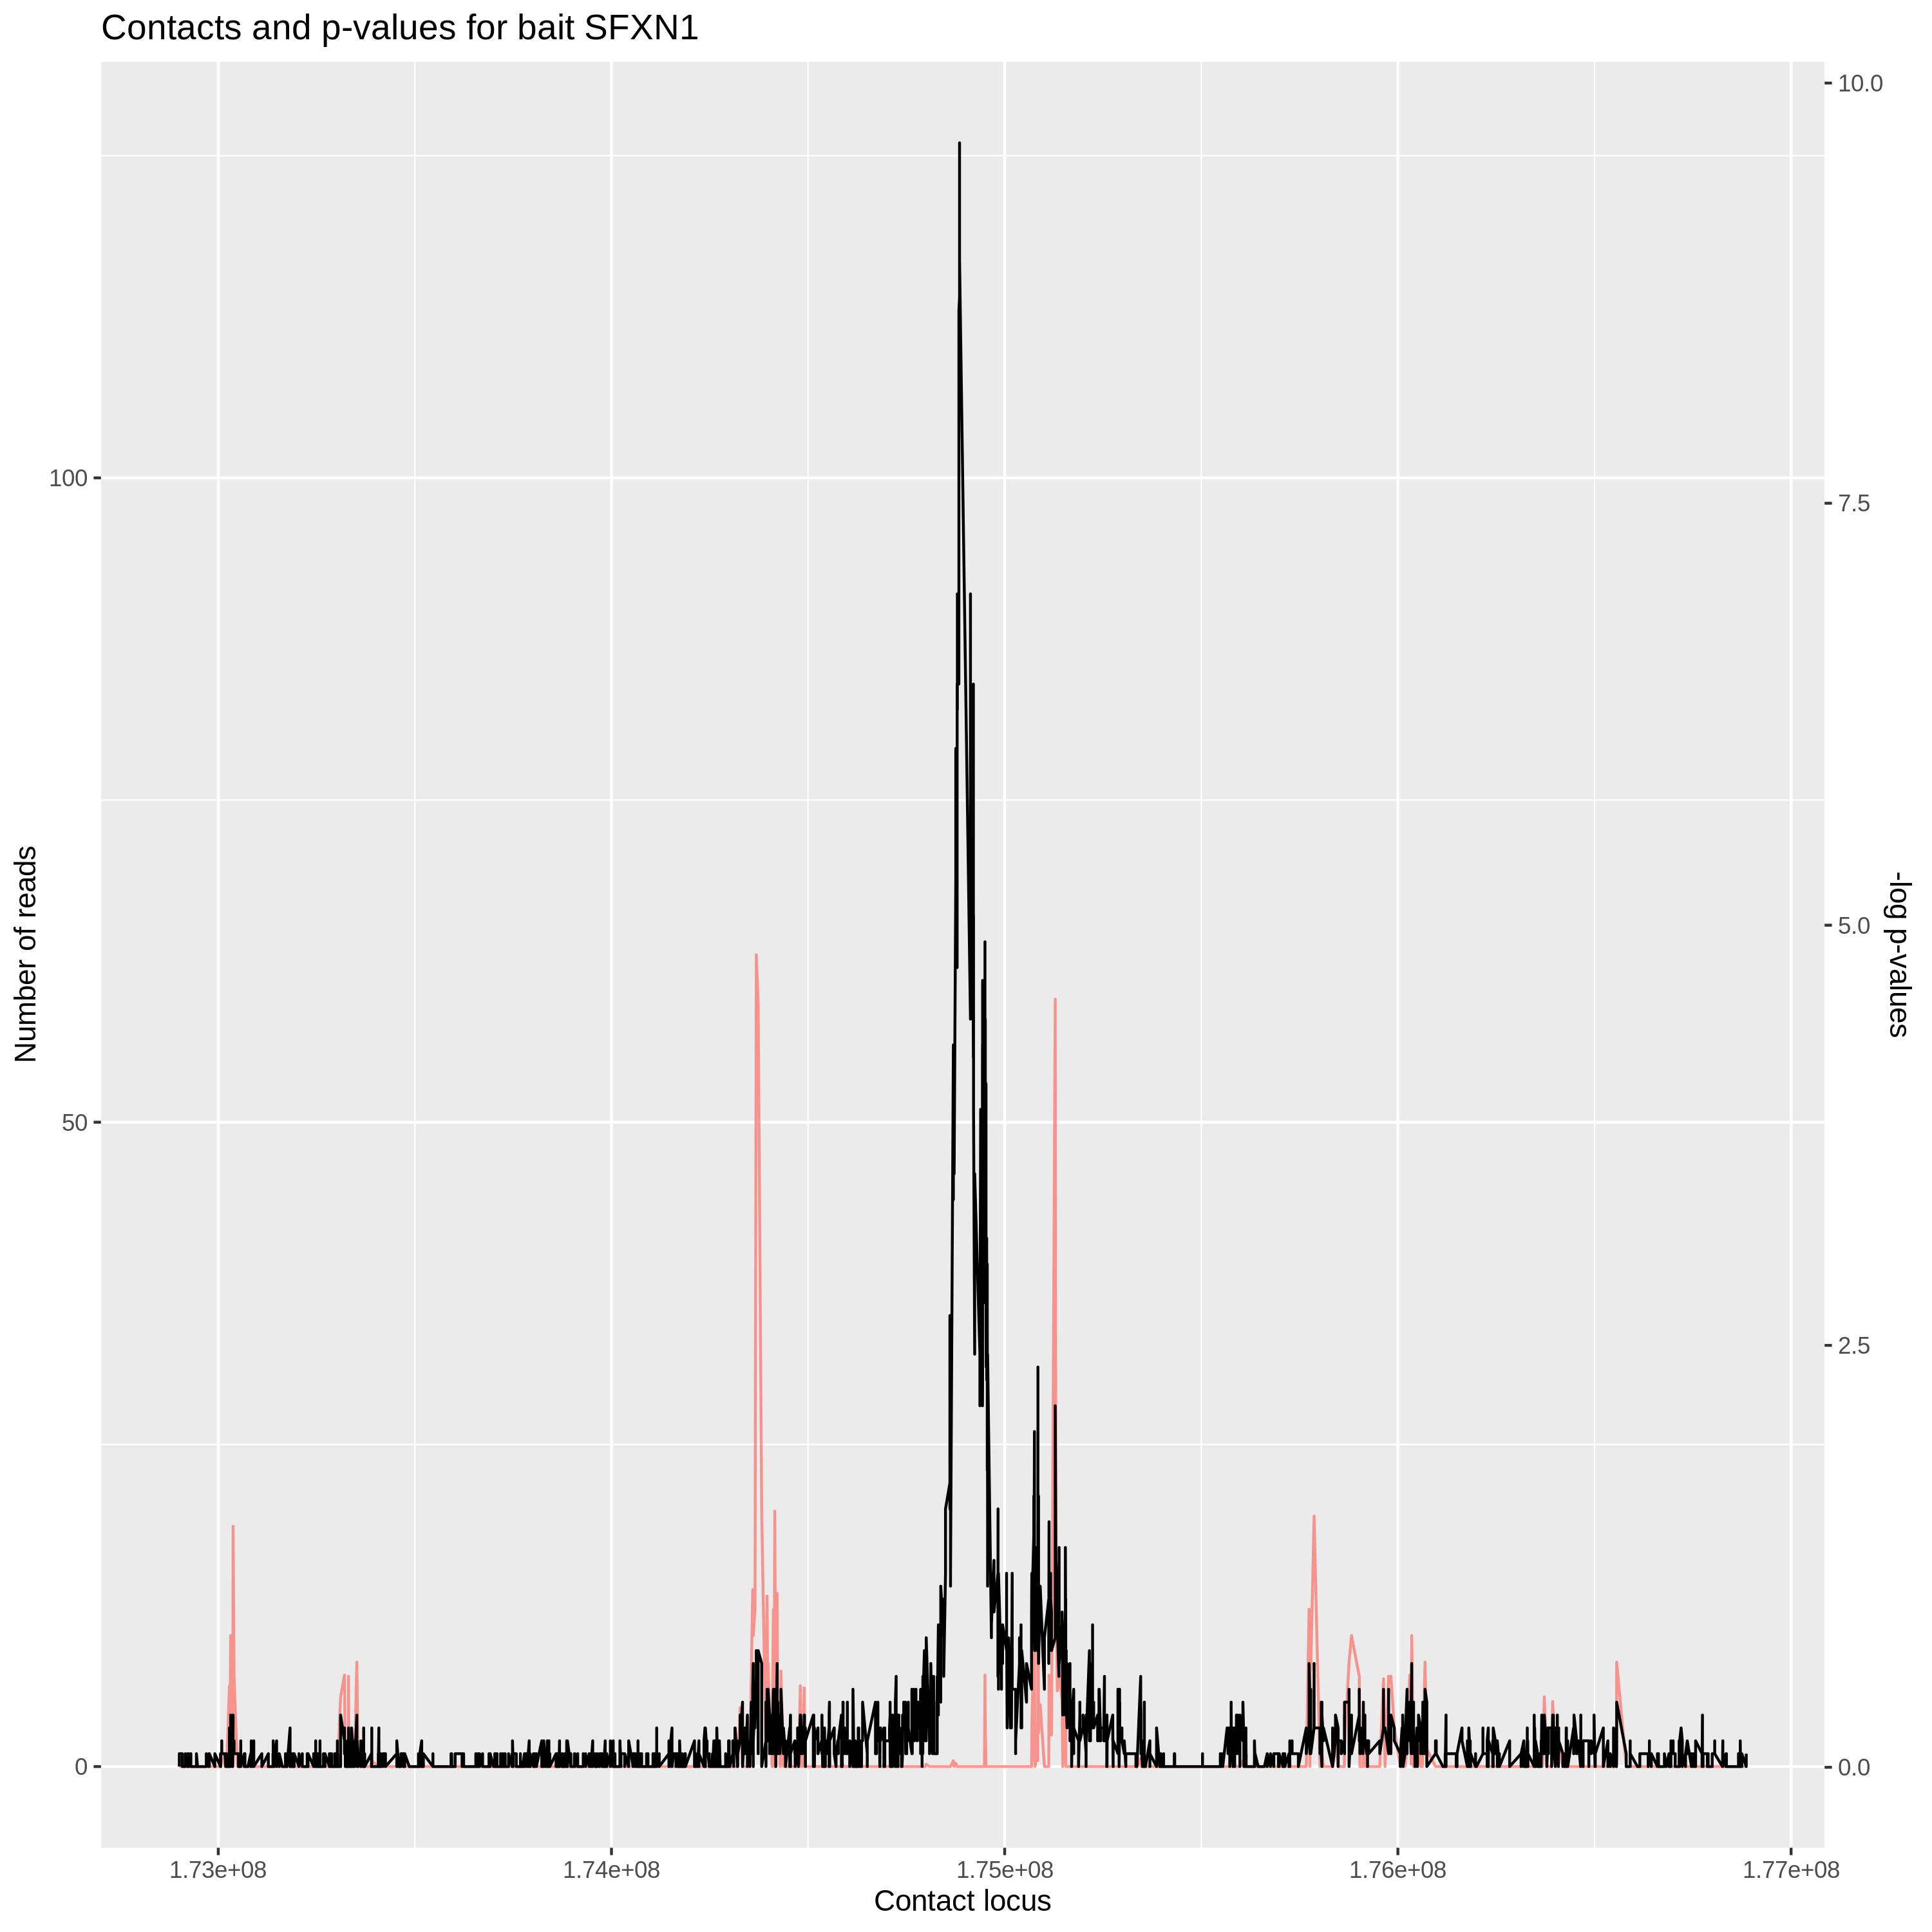 Contacts and p-values for bait SFXN1
10.0
100
7.5
Number of reads
-log p-values
5.0
50
2.5
0
0.0
1.73e+08
1.74e+08
1.75e+08
1.76e+08
1.77e+08
Contact locus